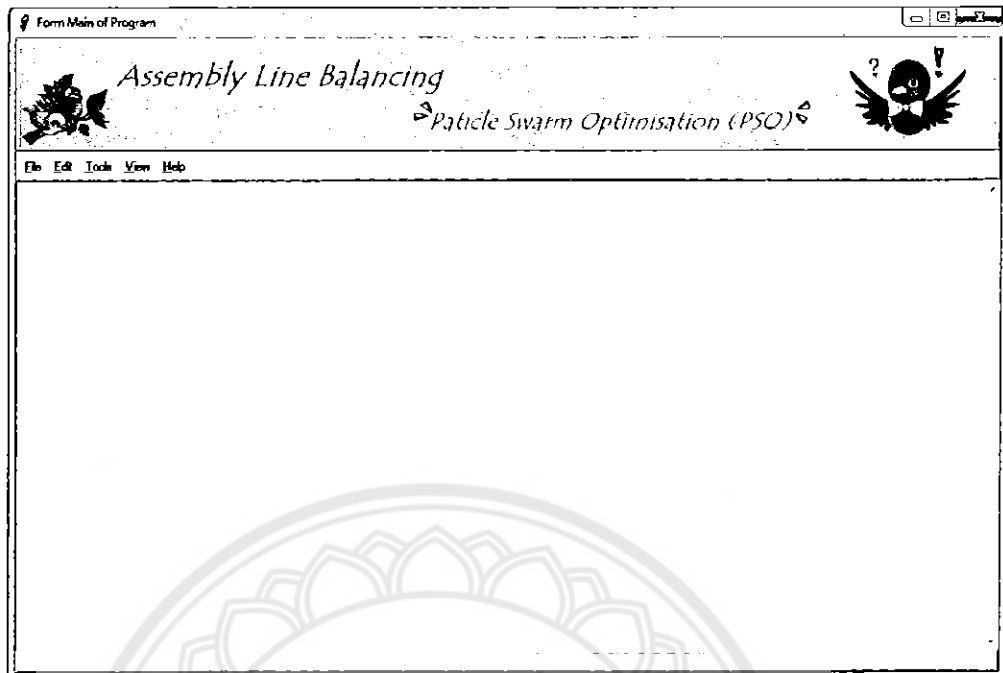 Form Main of Program
Assembly Line Balancing
Paticle Swarm Optimisation (PSO)
? !
File Edit Tools View Help